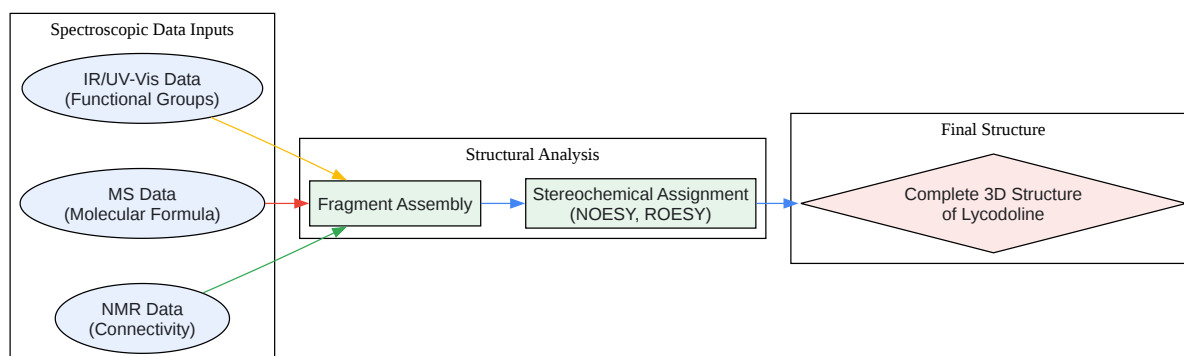 Spectroscopic Data Inputs
IR/UV-Vis Data
(Functional Groups)
MS Data
(Molecular Formula)
NMR Data
(Connectivity)
Structural Analysis
Fragment Assembly
Stereochemical Assignment
(NOESY, ROESY)
Final Structure
Complete 3D Structure
of Lycodoline